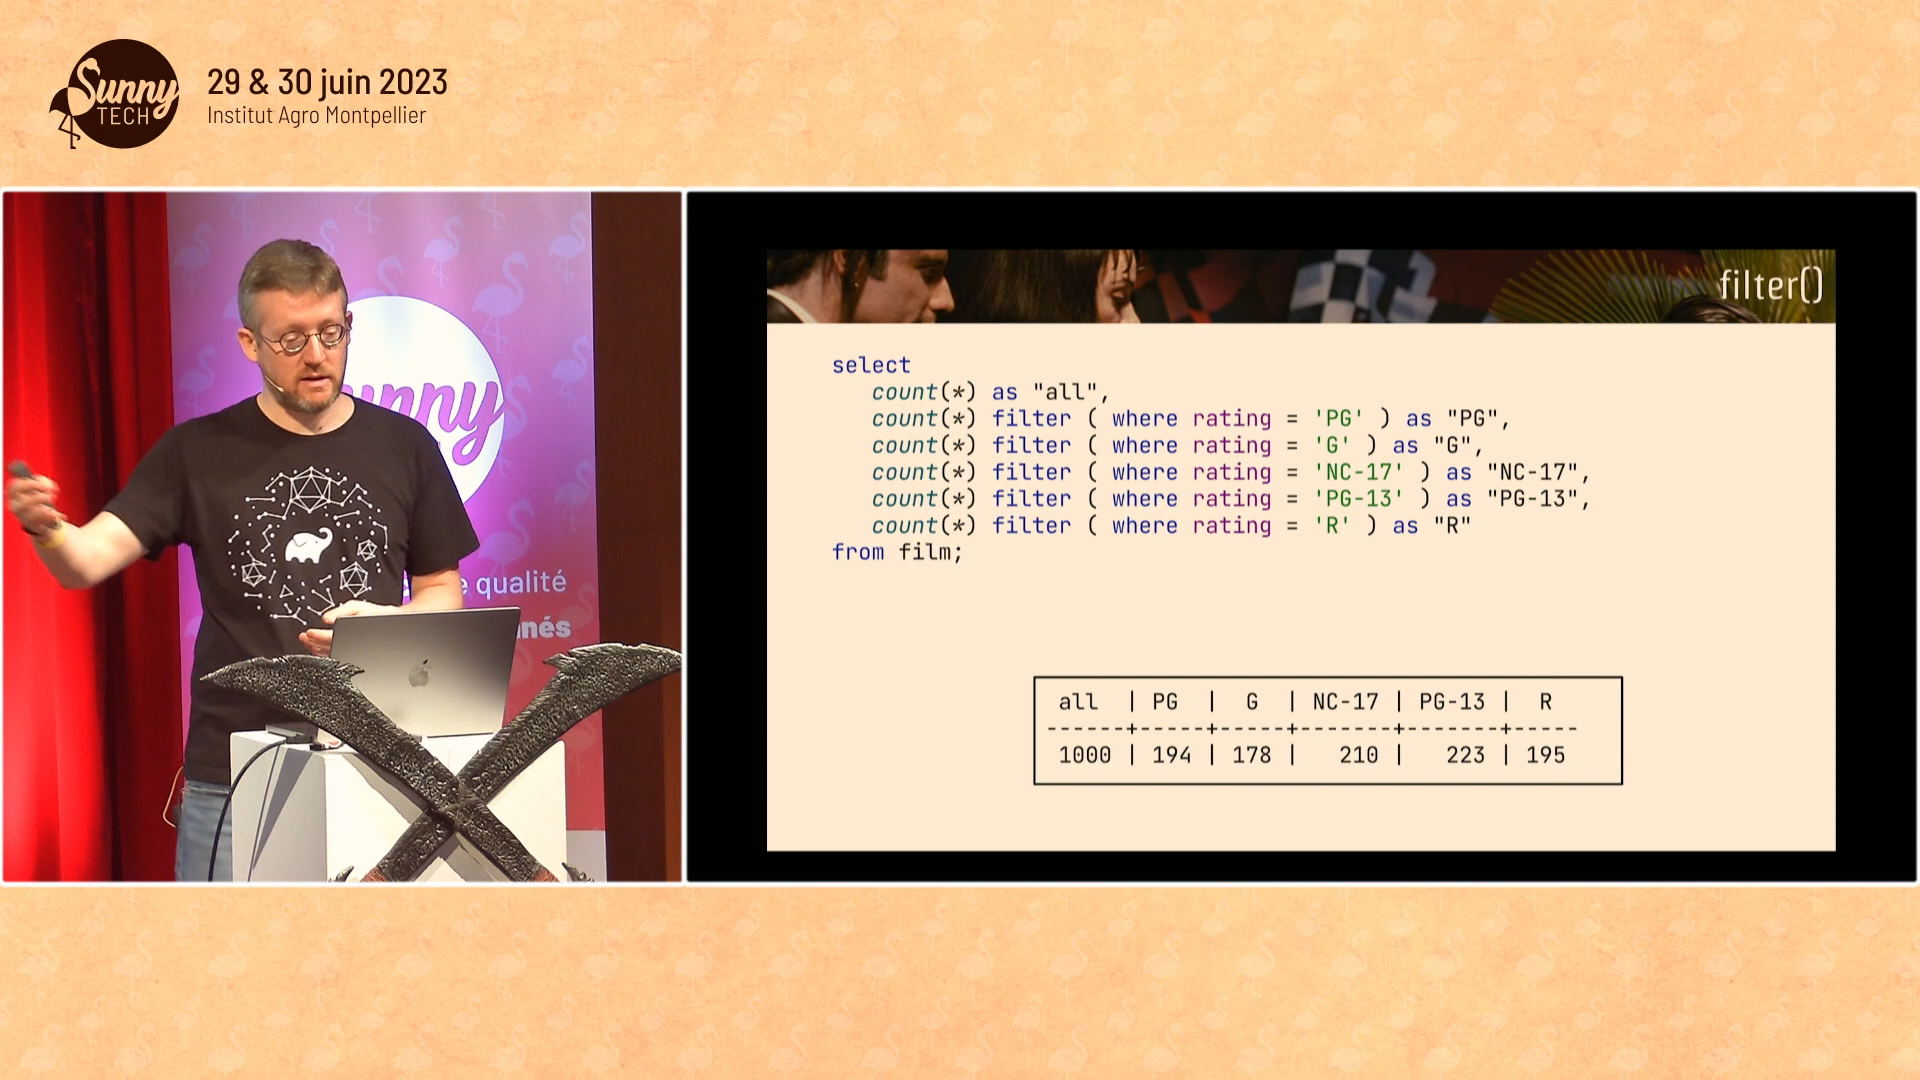 Sunny
TECH
29 & 30 juin 2023
Institut Agro Montpellier
unny
e qualité
nés
filter()
select
count(*) as "all",
count(*) filter ( where rating = 'PG' ) as "PG",
count(*) filter ( where rating = 'G' ) as "G",
count(*) filter ( where rating = 'NC-17' ) as "NC-17",
count(*) filter ( where rating = 'PG-13' ) as "PG-13",
count(*) filter ( where rating = 'R' ) as "R"
from film;
all | PG | G | NC-17 | PG-13 | R
------+-----+-----+-------+-------+-----
1000 | 194 | 178 | 210 | 223 | 195